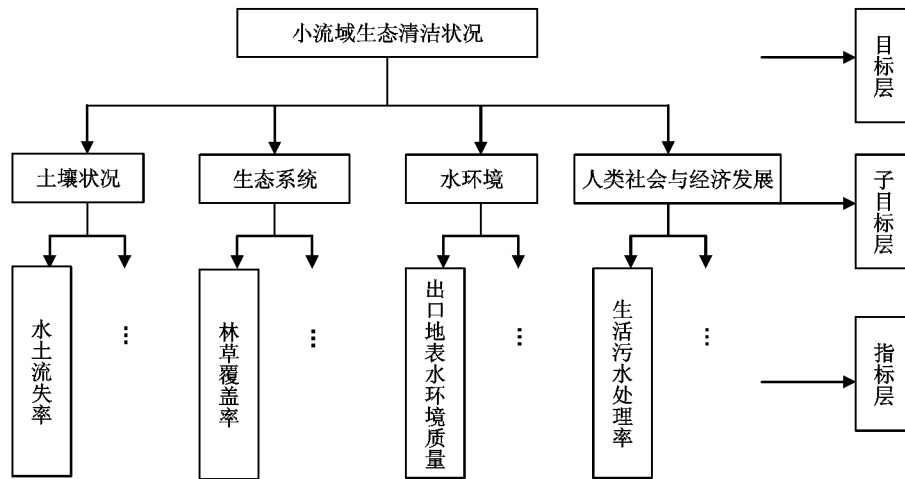 小流域生态清洁状况
目标层
土壤状况
生态系统
水环境
人类社会与经济发展
子目标层
水土流失率
…
林草覆盖率
…
出口地表水环境质量
…
生活污水处理率
…
指标层